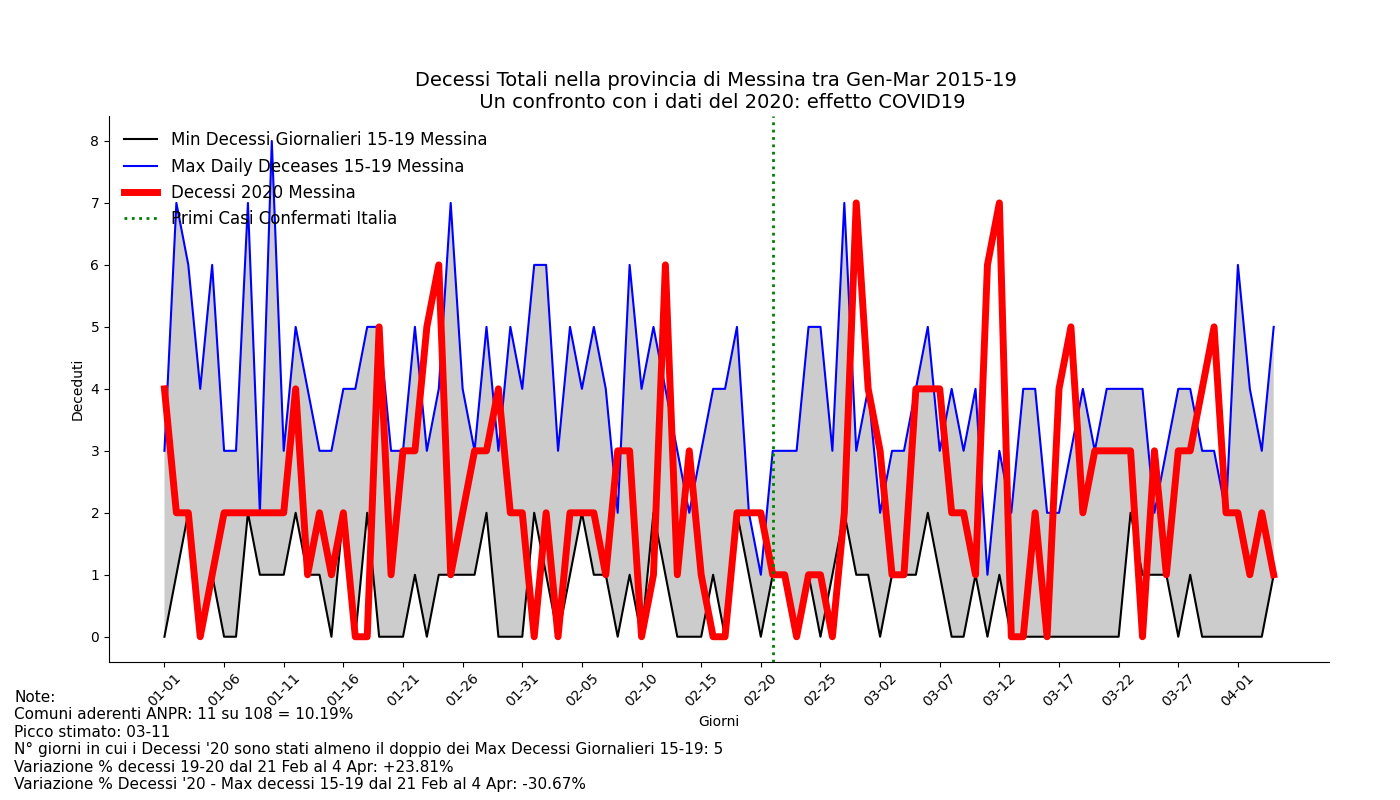 Decessi Totali nella provincia di Messina tra Gen-Mar 2015-19
Un confronto con i dati del 2020: effetto COVID19
Min Decessi Giornalieri 15-19 Messina
Max Daily Deceases 15-19 Messina
Decessi 2020 Messina
Primi Casi Confermati Italia
8
7
6
5
4
3
2
1
0
Deceduti
01-01 01-06 01-11 01-16 01-21 01-26 01-31 02-05 02-10 02-15 02-20 02-25 03-02 03-07 03-12 03-17 03-22 03-27 04-01
Giorni
Note:
Comuni aderenti ANPR: 11 su 108 = 10.19%
Picco stimato: 03-11
N° giorni in cui i Decessi '20 sono stati almeno il doppio dei Max Decessi Giornalieri 15-19: 5
Variazione % decessi 19-20 dal 21 Feb al 4 Apr: +23.81%
Variazione % Decessi '20 - Max decessi 15-19 dal 21 Feb al 4 Apr: -30.67%